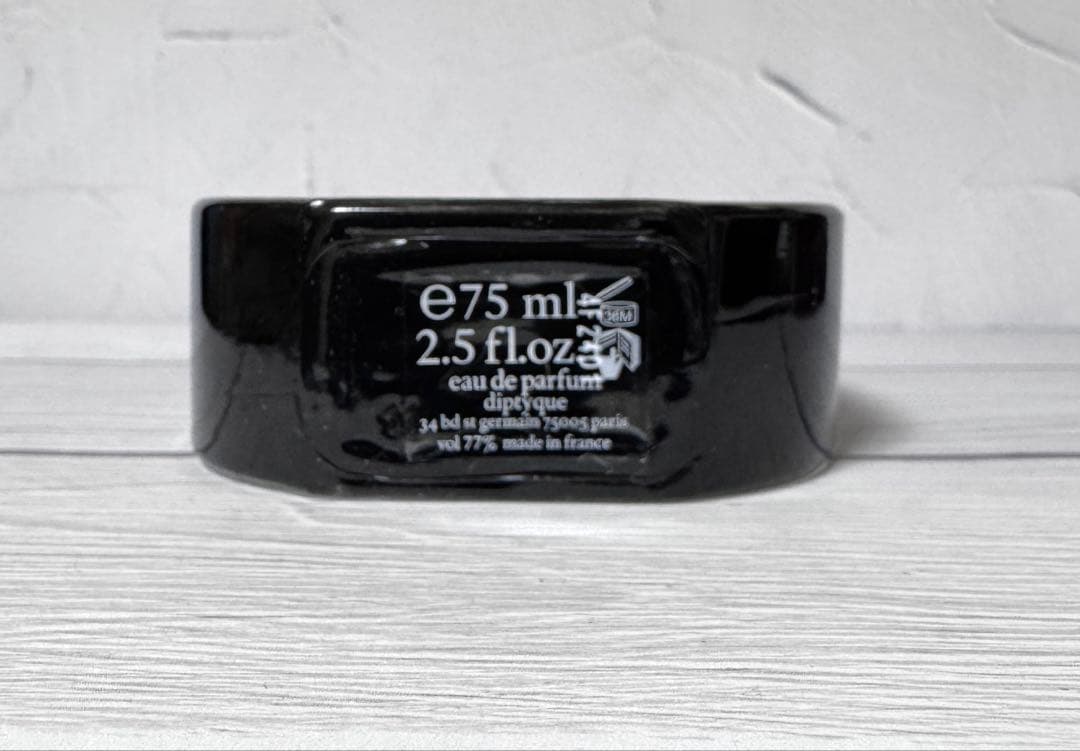 e75 ml
2.5 fl.oz.
eau de parfum
diptyque
34 bd st germain 75005 paris
vol 77% made in france
36M